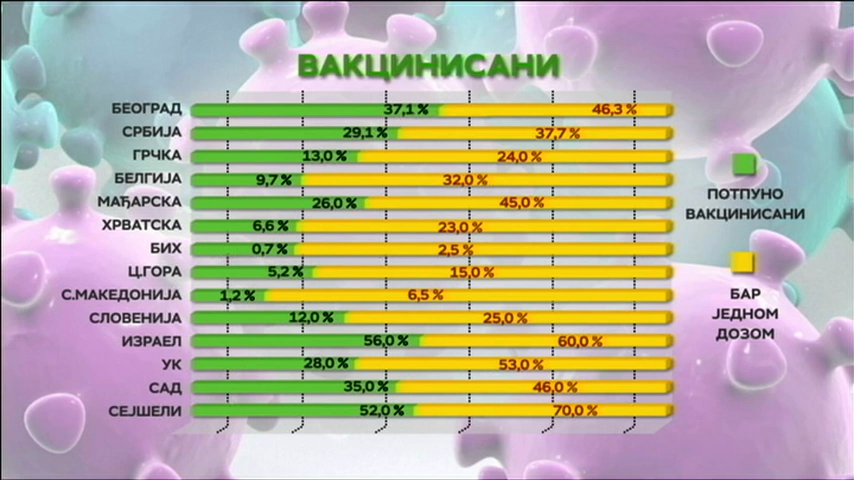 ВАКЦИНИСАНИ
БЕОГРАД 37,1 % 46,3 %
СРБИЈА 29,1 % 37,7 %
ГРЧКА 13,0 % 24,0 %
БЕЛГИЈА 9,7 % 32,0 %
МАЂАРСКА 26,0 % 45,0 %
ХРВАТСКА 6,6 % 23,0 %
БИХ 0,7 % 2,5 %
Ц.ГОРА 5,2 % 15,0 %
С.МАКЕДОНИЈА 1,2 % 6,5 %
СЛОВЕНИЈА 12,0 % 25,0 %
ИЗРАЕЛ 56,0 % 60,0 %
УК 28,0 % 53,0 %
САД 35,0 % 46,0 %
СЕЈШЕЛИ 52,0 % 70,0 %
ПОТПУНО
ВАКЦИНИСАНИ
БАР
ЈЕДНОМ
ДОЗОМ